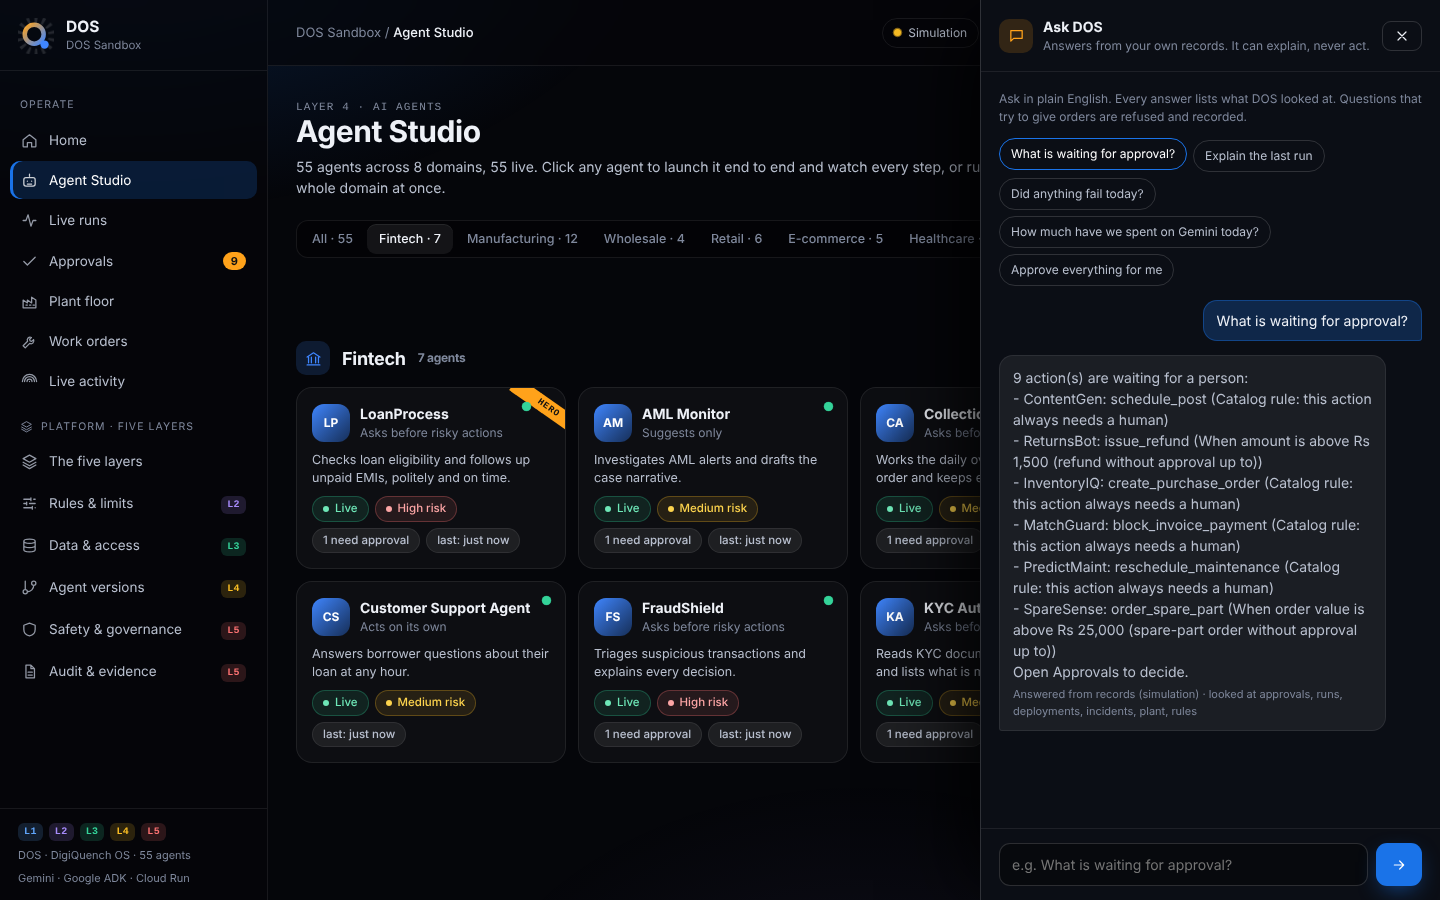 DOS
DOS Sandbox
OPERATE
Home
Agent Studio
Live runs
Approvals
9
Plant floor
Work orders
Live activity
PLATFORM · FIVE LAYERS
The five layers
Rules & limits
L2
Data & access
L3
Agent versions
L4
Safety & governance
L5
Audit & evidence
L5
L1 L2 L3 L4 L5
DOS · DigiQuench OS · 55 agents
Gemini · Google ADK · Cloud Run
DOS Sandbox / Agent Studio
Simulation
LAYER 4 · AI AGENTS
Agent Studio
55 agents across 8 domains, 55 live. Click any agent to launch it end to end and watch every step, or ru
whole domain at once.
All · 55
Fintech · 7
Manufacturing · 12
Wholesale · 4
Retail · 6
E-commerce · 5
Healthcare
Fintech 7 agents
HERO
LP
LoanProcess
Asks before risky actions
Checks loan eligibility and follows up
unpaid EMIs, politely and on time.
Live
High risk
1 need approval
last: just now
AM
AML Monitor
Suggests only
Investigates AML alerts and drafts the
case narrative.
Live
Medium risk
1 need approval
last: just now
CA
Collectio
Asks befo
Works the daily ov
order and keeps e
Live
Me
1 need approval
CS
Customer Support Agent
Acts on its own
Answers borrower questions about their
loan at any hour.
Live
Medium risk
last: just now
FS
FraudShield
Asks before risky actions
Triages suspicious transactions and
explains every decision.
Live
High risk
1 need approval
last: just now
KA
KYC Aut
Asks befo
Reads KYC docun
and lists what is n
Live
Me
1 need approval
Ask DOS
Answers from your own records. It can explain, never act.
Ask in plain English. Every answer lists what DOS looked at. Questions that
try to give orders are refused and recorded.
What is waiting for approval?
Explain the last run
Did anything fail today?
How much have we spent on Gemini today?
Approve everything for me
What is waiting for approval?
9 action(s) are waiting for a person:
- ContentGen: schedule_post (Catalog rule: this action
always needs a human)
- ReturnsBot: issue_refund (When amount is above Rs
1,500 (refund without approval up to))
- InventoryIQ: create_purchase_order (Catalog rule:
this action always needs a human)
- MatchGuard: block_invoice_payment (Catalog rule:
this action always needs a human)
- PredictMaint: reschedule_maintenance (Catalog
rule: this action always needs a human)
- SpareSense: order_spare_part (When order value is
above Rs 25,000 (spare-part order without approval
up to))
Open Approvals to decide.
Answered from records (simulation) · looked at approvals, runs,
deployments, incidents, plant, rules
e.g. What is waiting for approval?